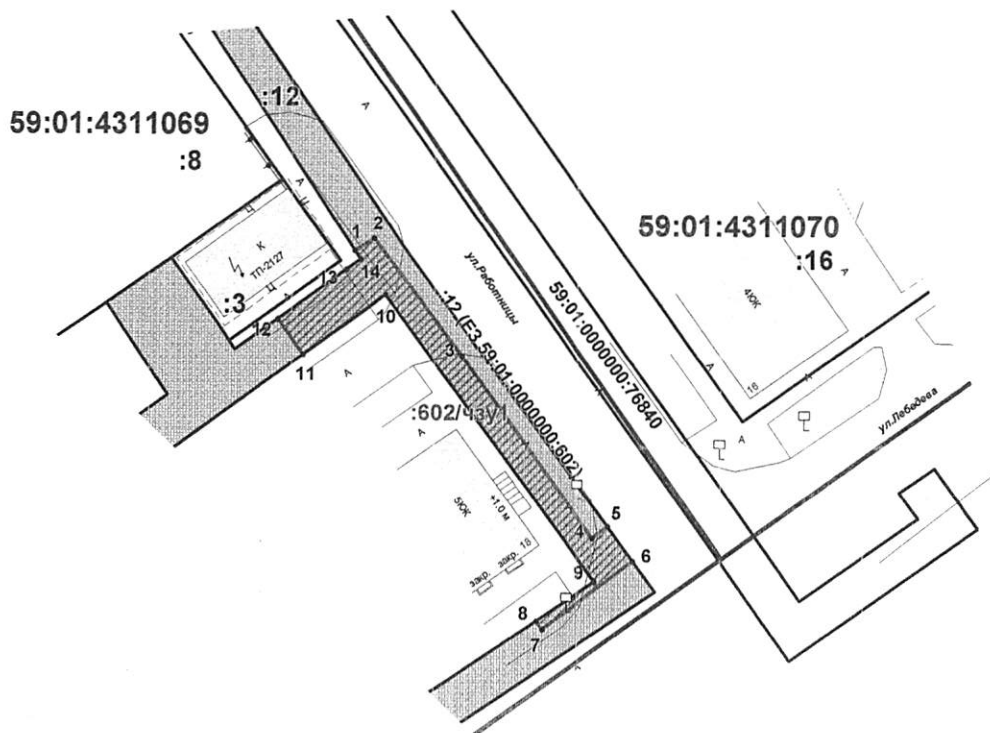 :12
59:01:4311069
:8
А
Ц
К
ТП-2127
Ц
:3
1
2
13
14
12
11
10
3
4
5
6
7
8
9
ул.Работницы
:12 (ЕЗ 59:01:0000000:602)
59:01:0000000:76840
59:01:4311070
:16
4КЖ
16
ул.Лебедева
:602/чзу1
5КЖ
+1.0 м
18
закр.
закр.
А
А
А
А
А
А